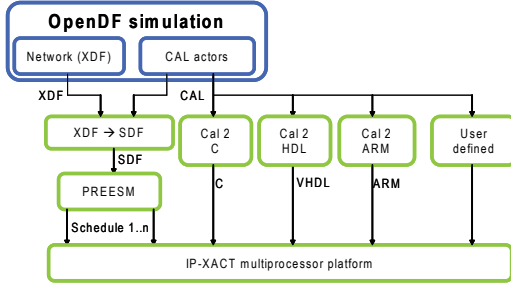 OpenDF simulation
Network (XDF)
CAL actors
XDF
CAL
XDF → SDF
Cal 2
C
Cal 2
HDL
Cal 2
ARM
User
defined
SDF
PREESM
C
VHDL
ARM
Schedule 1..n
IP-XACT multiprocessor platform